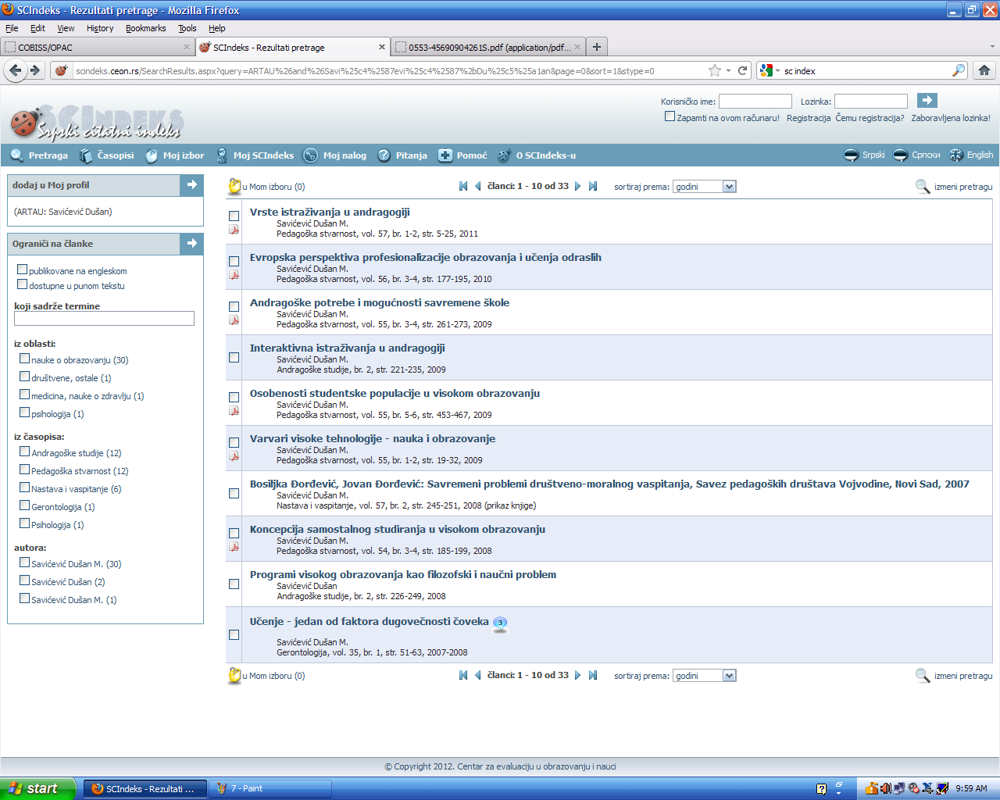 SCIndeks - Rezultati pretrage - Mozilla Firefox
File Edit View History Bookmarks Tools Help
COBISS/OPAC
SCIndeks - Rezultati pretrage
0553-45690904261S.pdf (application/pdf...
scindeks.ceon.rs/SearchResults.aspx?query=ARTAU%26and%26Savi%25c4%2587evi%25c4%2587%2bDu%25c5%25a1an&page=0&sort=1&stype=0
sc index
SCIndeks
Srpski citatni indeks
Korisničko ime: Lozinka:
Zapamti na ovom računaru! Registracija Čemu registracija? Zaboravljena lozinka!
Pretraga Časopisi Moj izbor Moj SCIndeks Moj nalog Pitanja Pomoć O SCIndeks-u Srpski Српски English
dodaj u Moj profil
(ARTAU: Savićević Dušan)
Ograniči na članke
publikovane na engleskom
dostupne u punom tekstu
koji sadrže termine
iz oblasti:
nauke o obrazovanju (30)
društvene, ostale (1)
medicina, nauke o zdravlju (1)
psihologija (1)
iz časopisa:
Andragoške studije (12)
Pedagoška stvarnost (12)
Nastava i vaspitanje (6)
Gerontologija (1)
Psihologija (1)
autora:
Savićević Dušan M. (30)
Savićević Dušan (2)
Savićević Dušan M. (1)
u Mom izboru (0) članci: 1 - 10 od 33 sortiraj prema: godini izmeni pretragu
Vrste istraživanja u andragogiji
Savićević Dušan M.
Pedagoška stvarnost, vol. 57, br. 1-2, str. 5-25, 2011
Evropska perspektiva profesionalizacije obrazovanja i učenja odraslih
Savićević Dušan M.
Pedagoška stvarnost, vol. 56, br. 3-4, str. 177-195, 2010
Andragoške potrebe i mogućnosti savremene škole
Savićević Dušan M.
Pedagoška stvarnost, vol. 55, br. 3-4, str. 261-273, 2009
Interaktivna istraživanja u andragogiji
Savićević Dušan M.
Andragoške studije, br. 2, str. 221-235, 2009
Osobenosti studentske populacije u visokom obrazovanju
Savićević Dušan M.
Pedagoška stvarnost, vol. 55, br. 5-6, str. 453-467, 2009
Varvari visoke tehnologije - nauka i obrazovanje
Savićević Dušan M.
Pedagoška stvarnost, vol. 55, br. 1-2, str. 19-32, 2009
Bosiljka Đorđević, Jovan Đorđević: Savremeni problemi društveno-moralnog vaspitanja, Savez pedagoških društava Vojvodine, Novi Sad, 2007
Savićević Dušan M.
Nastava i vaspitanje, vol. 57, br. 2, str. 245-251, 2008 (prikaz knjige)
Koncepcija samostalnog studiranja u visokom obrazovanju
Savićević Dušan M.
Pedagoška stvarnost, vol. 54, br. 3-4, str. 185-199, 2008
Programi visokog obrazovanja kao filozofski i naučni problem
Savićević Dušan
Andragoške studije, br. 2, str. 226-249, 2008
Učenje - jedan od faktora dugovečnosti čoveka 3
Savićević Dušan M.
Gerontologija, vol. 35, br. 1, str. 51-63, 2007-2008
u Mom izboru (0) članci: 1 - 10 od 33 sortiraj prema: godini izmeni pretragu
© Copyright 2012. Centar za evaluaciju u obrazovanju i nauci
start SCIndeks - Rezultati ... 7 - Paint 9:59 AM